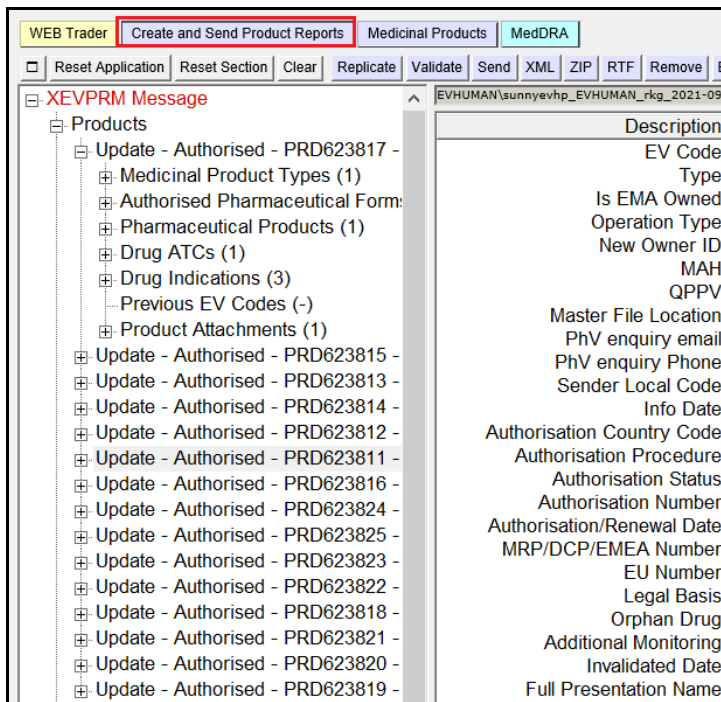 WEB Trader Create and Send Product Reports Medicinal Products MedDRA
Reset Application Reset Section Clear Replicate Validate Send XML ZIP RTF Remove
XEVPRM Message
Products
Update - Authorised - PRD623817 -
Medicinal Product Types (1)
Authorised Pharmaceutical Forms
Pharmaceutical Products (1)
Drug ATCs (1)
Drug Indications (3)
Previous EV Codes (-)
Product Attachments (1)
Update - Authorised - PRD623815 -
Update - Authorised - PRD623813 -
Update - Authorised - PRD623814 -
Update - Authorised - PRD623812 -
Update - Authorised - PRD623811 -
Update - Authorised - PRD623816 -
Update - Authorised - PRD623824 -
Update - Authorised - PRD623825 -
Update - Authorised - PRD623823 -
Update - Authorised - PRD623822 -
Update - Authorised - PRD623818 -
Update - Authorised - PRD623821 -
Update - Authorised - PRD623820 -
Update - Authorised - PRD623819 -
EVHUMAN\sunnyevhp_EVHUMAN_rkg_2021-09
Description
EV Code
Type
Is EMA Owned
Operation Type
New Owner ID
MAH
QPPV
Master File Location
PhV enquiry email
PhV enquiry Phone
Sender Local Code
Info Date
Authorisation Country Code
Authorisation Procedure
Authorisation Status
Authorisation Number
Authorisation/Renewal Date
MRP/DCP/EMEA Number
EU Number
Legal Basis
Orphan Drug
Additional Monitoring
Invalidated Date
Full Presentation Name